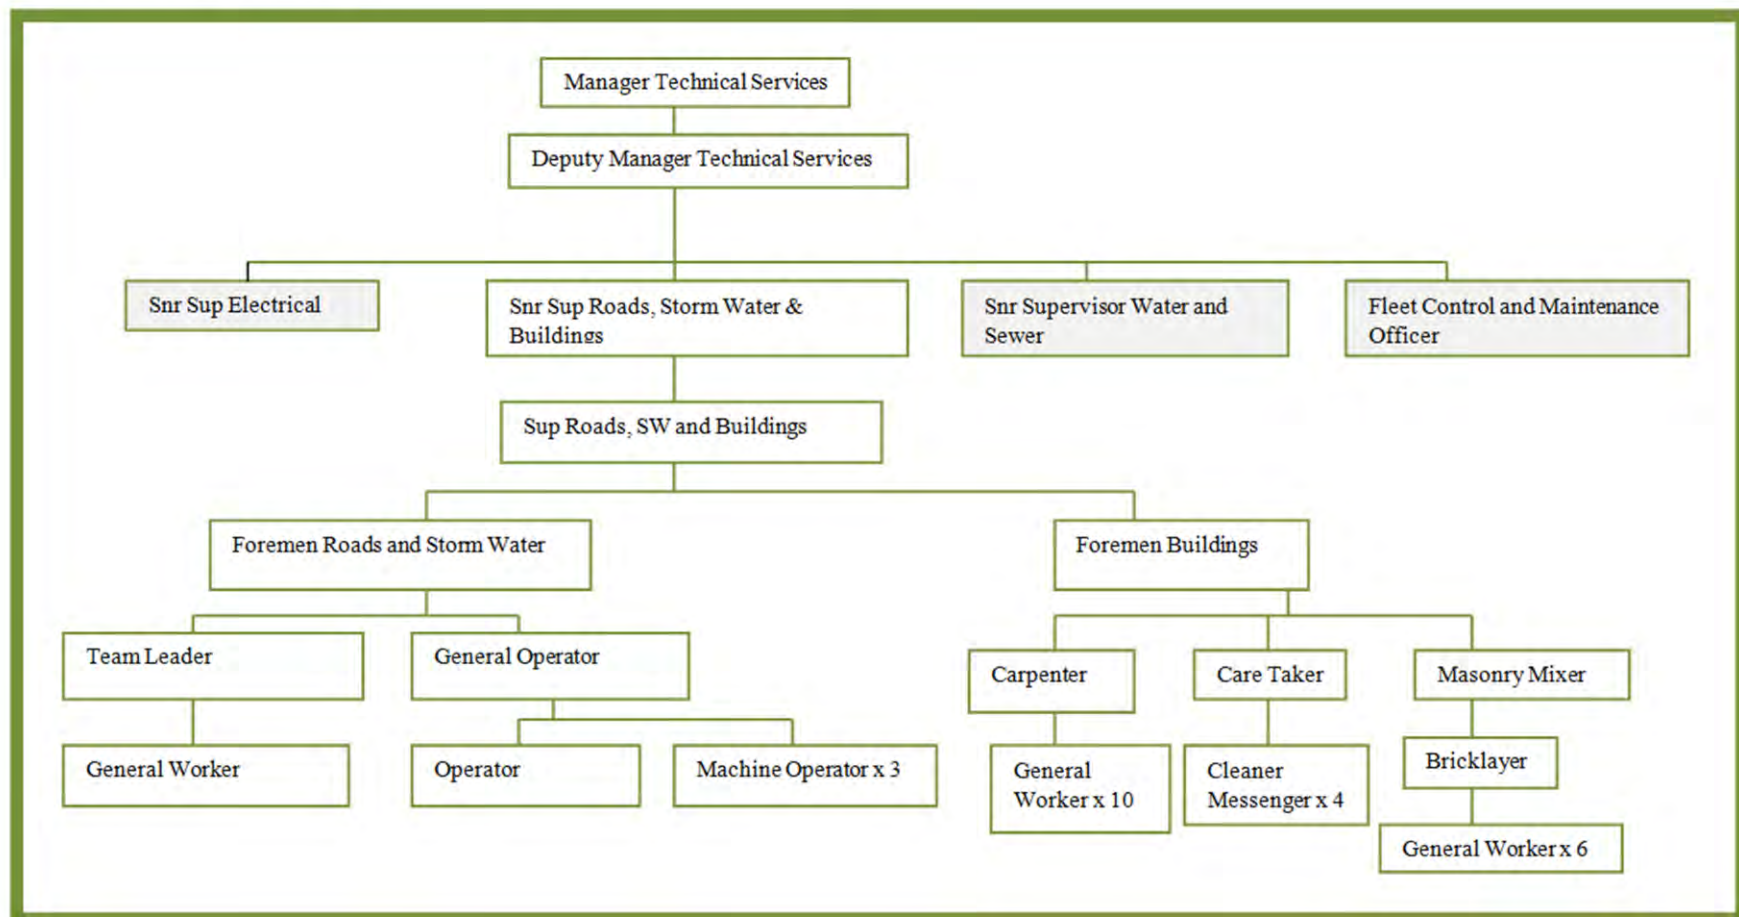 Manager Technical Services
Deputy Manager Technical Services
Snr Sup Electrical
Snr Sup Roads, Storm Water &
Buildings
Snr Supervisor Water and
Sewer
Fleet Control and Maintenance
Officer
Sup Roads, SW and Buildings
Foremen Roads and Storm Water
Foremen Buildings
Team Leader
General Operator
Carpenter
Care Taker
Masonry Mixer
General Worker
Operator
Machine Operator x 3
General
Worker x 10
Cleaner
Messenger x 4
Bricklayer
General Worker x 6